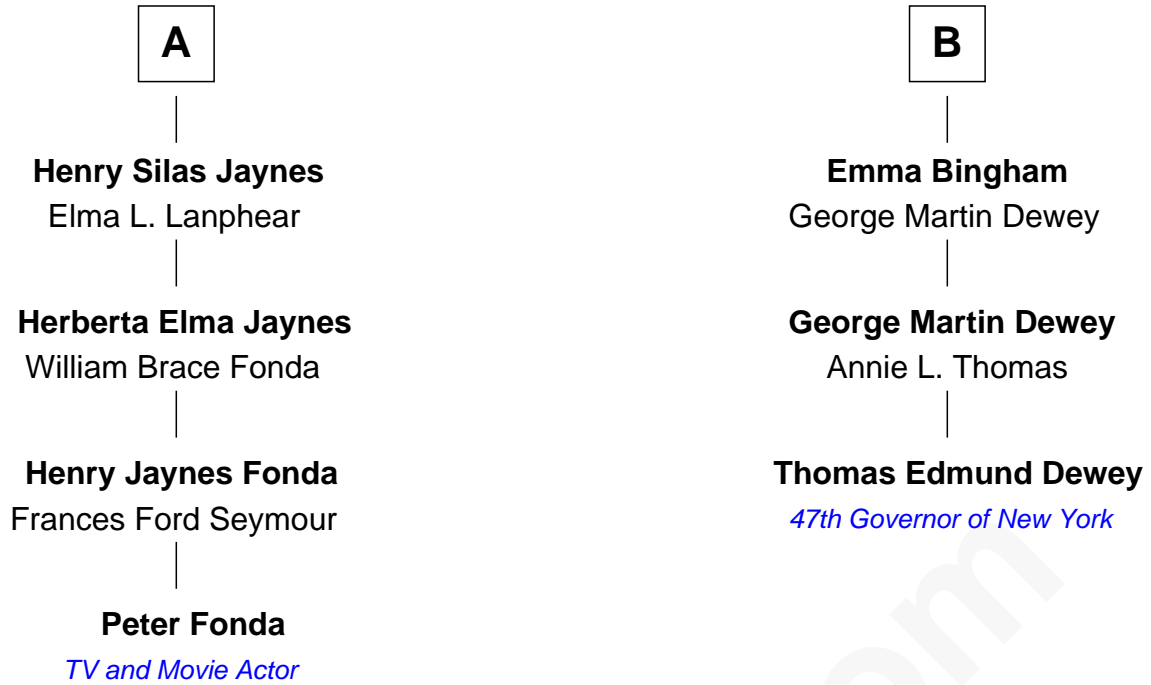 A
Henry Silas Jaynes
Elma L. Lanphear
Herberta Elma Jaynes
William Brace Fonda
Henry Jaynes Fonda
Frances Ford Seymour
Peter Fonda
TV and Movie Actor
B
Emma Bingham
George Martin Dewey
George Martin Dewey
Annie L. Thomas
Thomas Edmund Dewey
47th Governor of New York
om